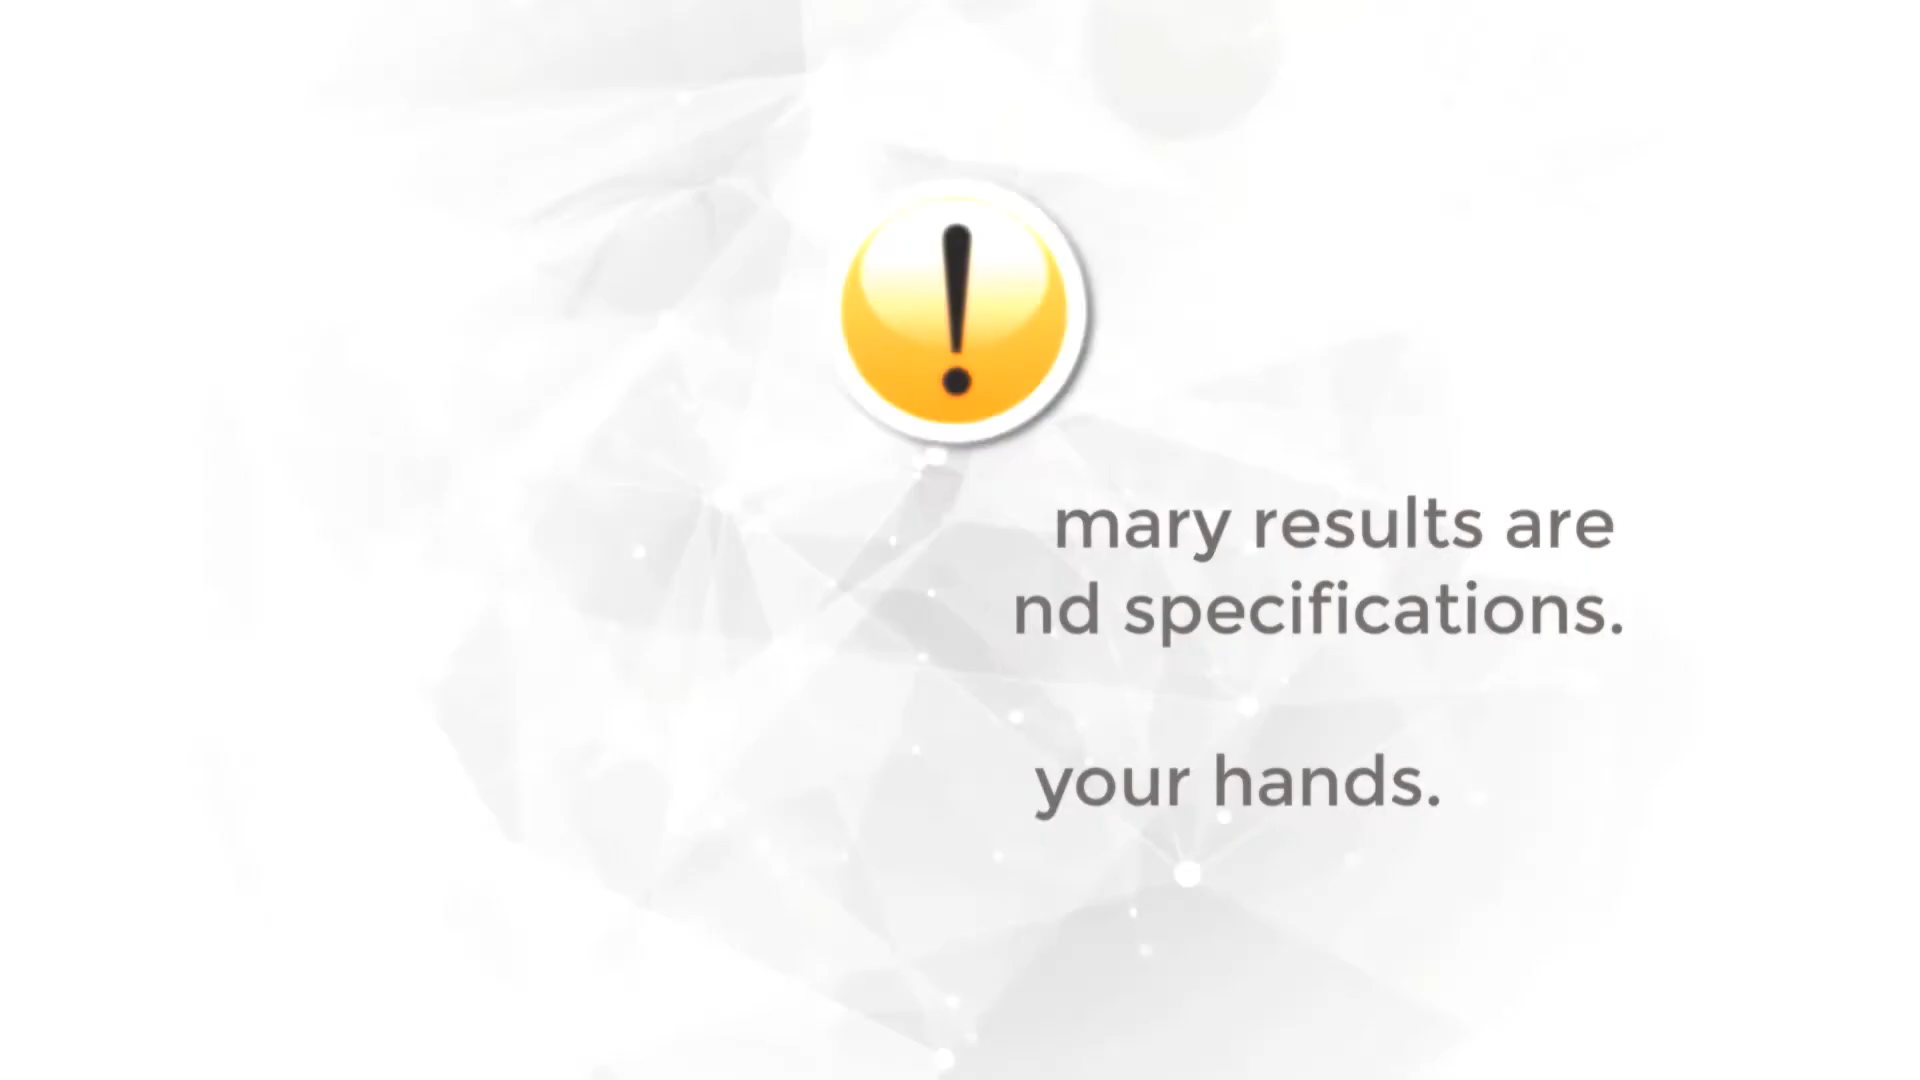 mary results are
nd specifications.
your hands.